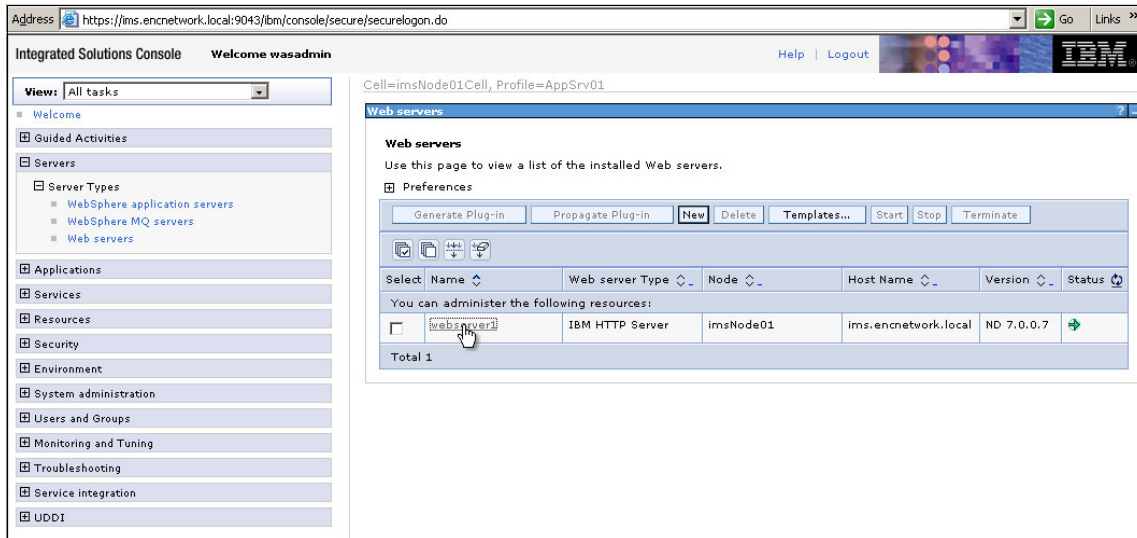 Address https://ims.encnetwork.local:9043/ibm/console/secure/securelogon.do Go Links »
Integrated Solutions Console Welcome wasadmin Help | Logout IBM
View: All tasks
Welcome
Guided Activities
Servers
Server Types
WebSphere application servers
WebSphere MQ servers
Web servers
Applications
Services
Resources
Security
Environment
System administration
Users and Groups
Monitoring and Tuning
Troubleshooting
Service integration
UDDI
Cell=imsNode01Cell, Profile=AppSrv01
Web servers ? -
Web servers
Use this page to view a list of the installed Web servers.
Preferences
Generate Plug-in Propagate Plug-in New Delete Templates... Start Stop Terminate
Select Name Web server Type Node Host Name Version Status
You can administer the following resources:
webserver1 IBM HTTP Server imsNode01 ims.encnetwork.local ND 7.0.0.7
Total 1